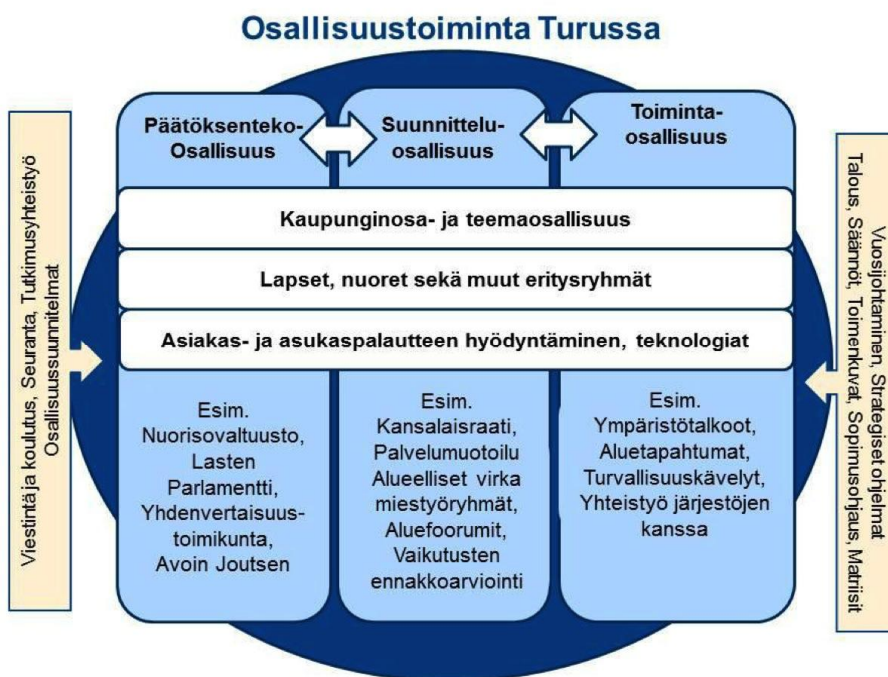 Osallisuustoiminta Turussa
Viestintä ja koulutus, Seuranta, Tutkimusyhteistyö
Osallisuussuunnitelmat
Päätöksenteko-
Osallisuus
Suunnittelu-
osallisuus
Toiminta-
osallisuus
Kaupunginosa- ja teemaosallisuus
Lapset, nuoret sekä muut eritysryhmät
Asiakas- ja asukaspalautteen hyödyntäminen, teknologiat
Esim.
Nuorisovaltuusto,
Lasten
Parlamentti,
Yhdenvertaisuus-
toimikunta,
Avoin Joutsen
Esim.
Kansalaisraati,
Palvelumuotoilu
Alueelliset virka
miestyöryhmät,
Aluefoorumit,
Vaikutusten
ennakkoarviointi
Esim.
Ympäristötalkoot,
Aluetapahtumat,
Turvallisuuskävelyt,
Yhteistyö järjestöjen
kanssa
Vuosijohtaminen, Strategiset ohjelmat
Talous, Säännöt, Toimenkuvat, Sopimusohjaus, Matriisit